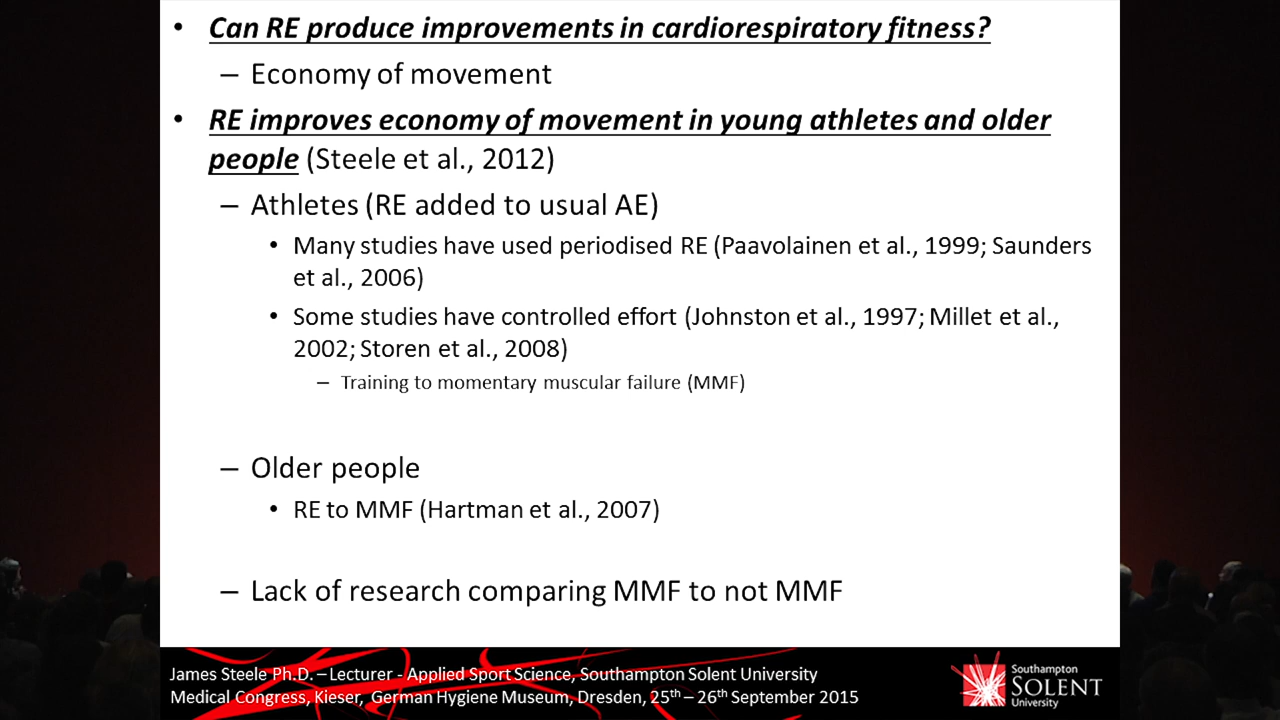 • Can RE produce improvements in cardiorespiratory fitness?
– Economy of movement
• RE improves economy of movement in young athletes and older
people (Steele et al., 2012)
– Athletes (RE added to usual AE)
• Many studies have used periodised RE (Paavolainen et al., 1999; Saunders
et al., 2006)
• Some studies have controlled effort (Johnston et al., 1997; Millet et al.,
2002; Storen et al., 2008)
– Training to momentary muscular failure (MMF)
– Older people
• RE to MMF (Hartman et al., 2007)
– Lack of research comparing MMF to not MMF
James Steele Ph.D. – Lecturer - Applied Sport Science, Southampton Solent University
Medical Congress, Kieser, German Hygiene Museum, Dresden, 25th – 26th September 2015
Southampton
SOLENT
University